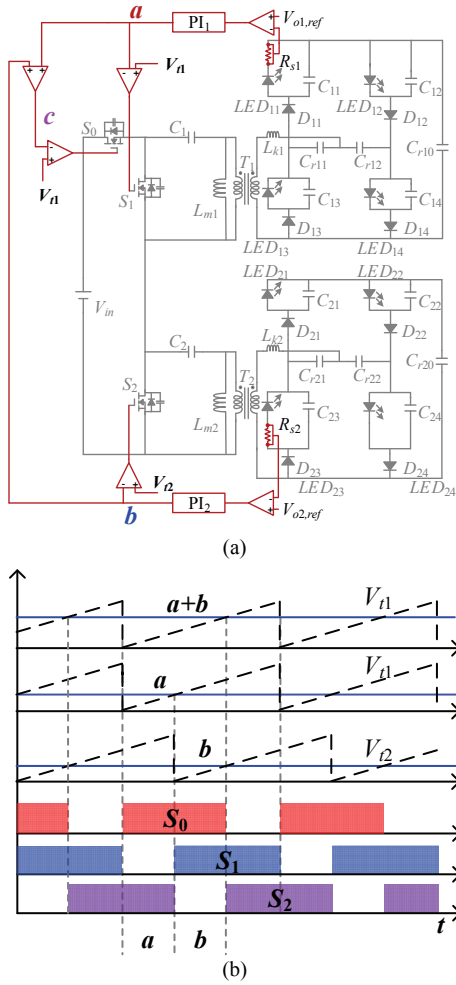 a
PI1
Vo1,ref
Rs1
Vt1
c
S0
Vt1
C1
S1
Lm1
T1
Lk1
LED11
D11
C11
LED12
C12
D12
Cr11
Cr12
Cr10
C13
D13
C14
D14
LED13
LED14
LED21
LED22
Vin
C2
S2
Lm2
T2
Lk2
C21
D21
C22
D22
Cr21
Cr22
Cr20
Rs2
C23
D23
C24
D24
LED23
LED24
Vt2
b
PI2
Vo2,ref
(a)
a+b
Vt1
a
Vt1
b
Vt2
S0
S1
S2
t
a
b
(b)